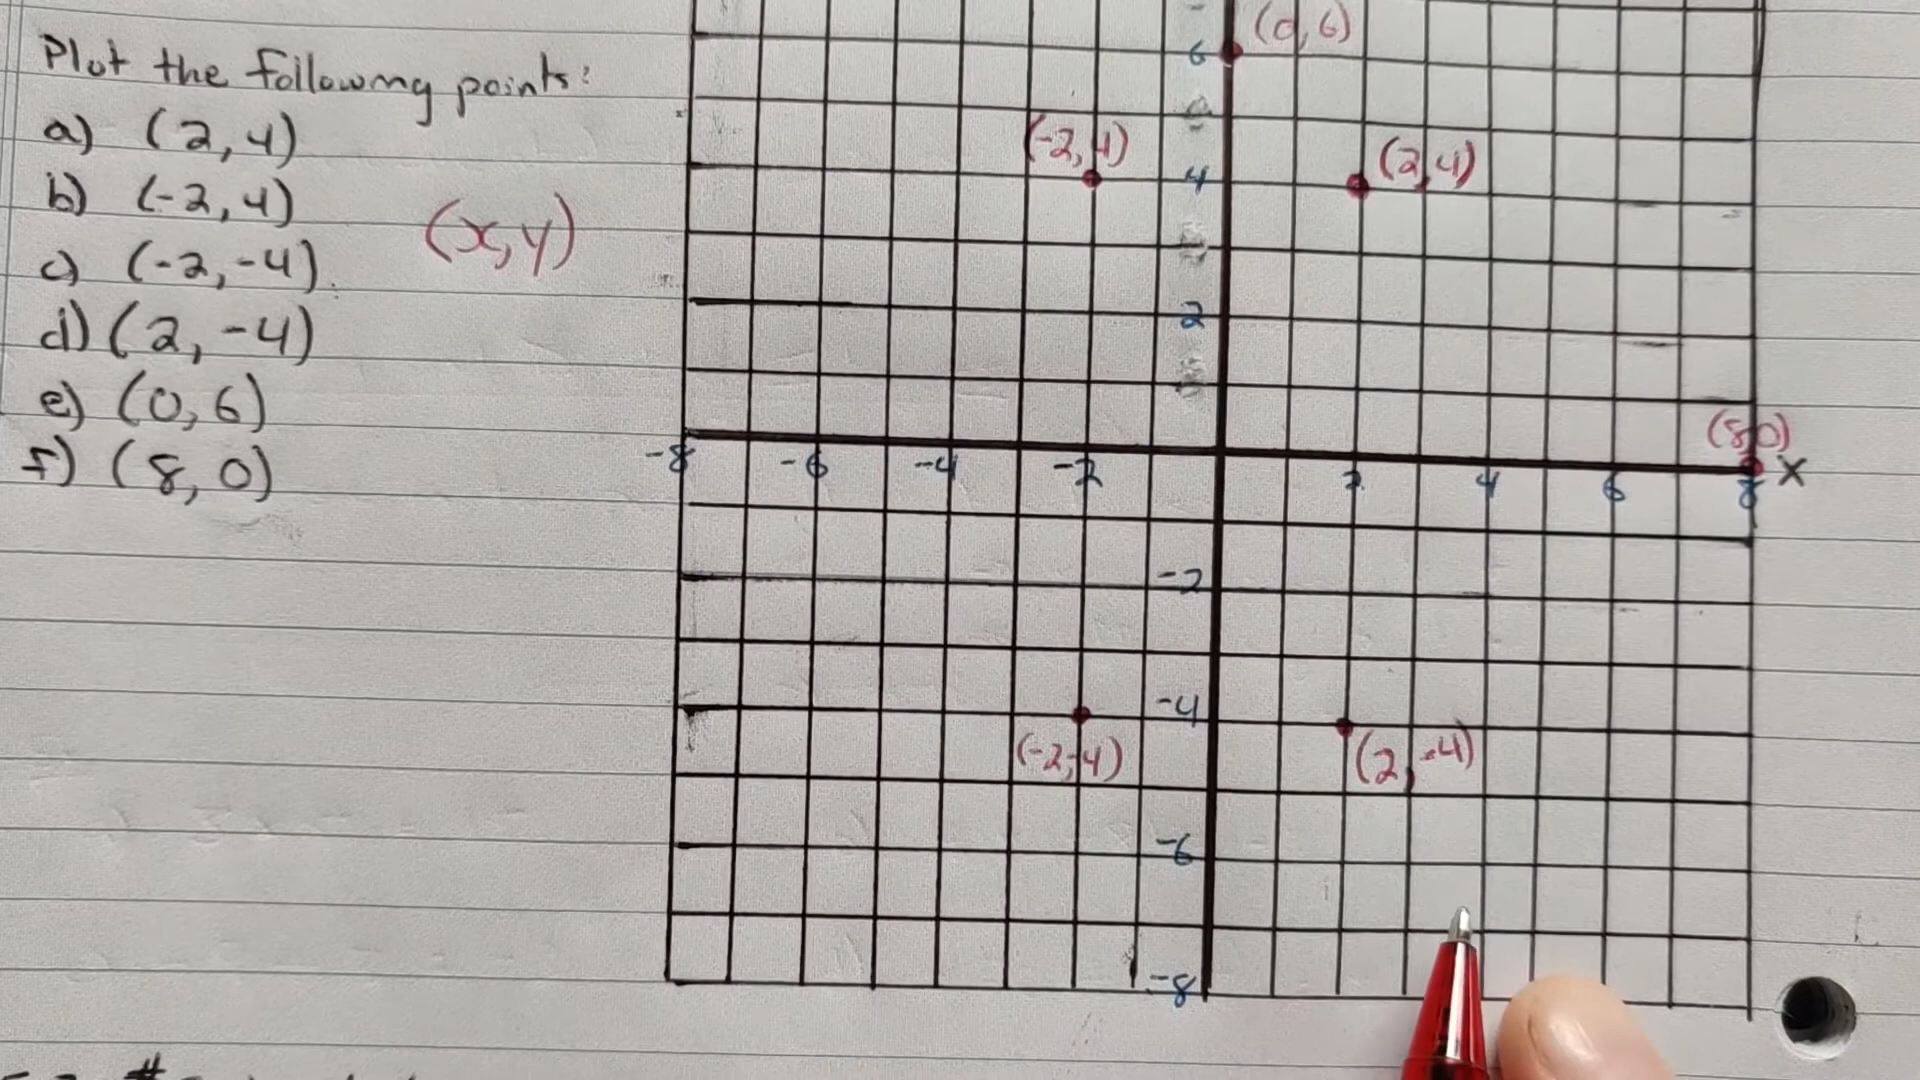 Plot the following points:
a) (2,4)
b) (-2,4)
c) (-2,-4)
d) (2,-4)
e) (0,6)
f) (8,0)
(x,y)
(0,6)
6
(-2,4)
4
(2,4)
2
(8,0)
-8 -6 -4 -2 2 4 6 8 x
-2
-4
(-2,-4)
(2,-4)
-6
-8